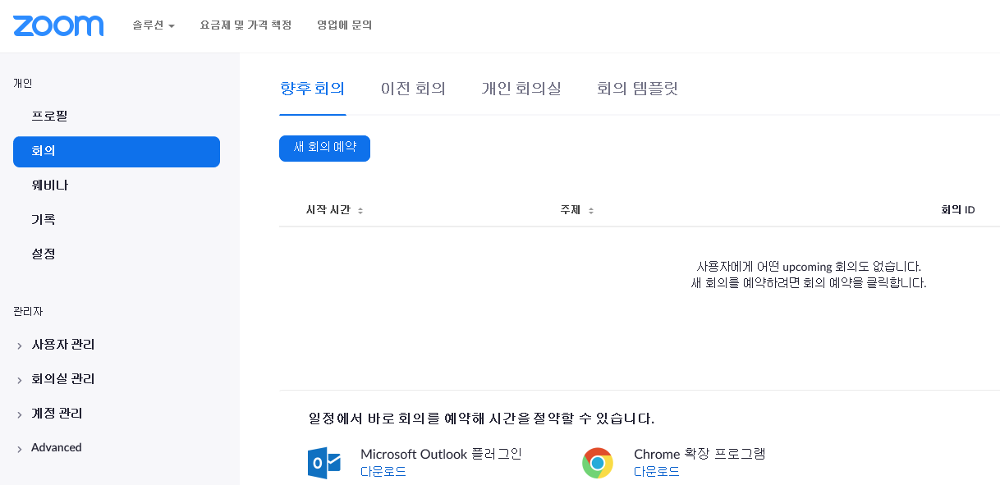 zoom
솔루션
요금제 및 가격 책정
영업에 문의
개인
프로필
회의
웨비나
기록
설정
관리자
사용자 관리
회의실 관리
계정 관리
Advanced
향후 회의
이전 회의
개인 회의실
회의 템플릿
새 회의 예약
시작 시간
주제
회의 ID
사용자에게 어떤 upcoming 회의도 없습니다.
새 회의를 예약하려면 회의 예약을 클릭합니다.
일정에서 바로 회의를 예약해 시간을 절약할 수 있습니다.
Microsoft Outlook 플러그인
다운로드
Chrome 확장 프로그램
다운로드